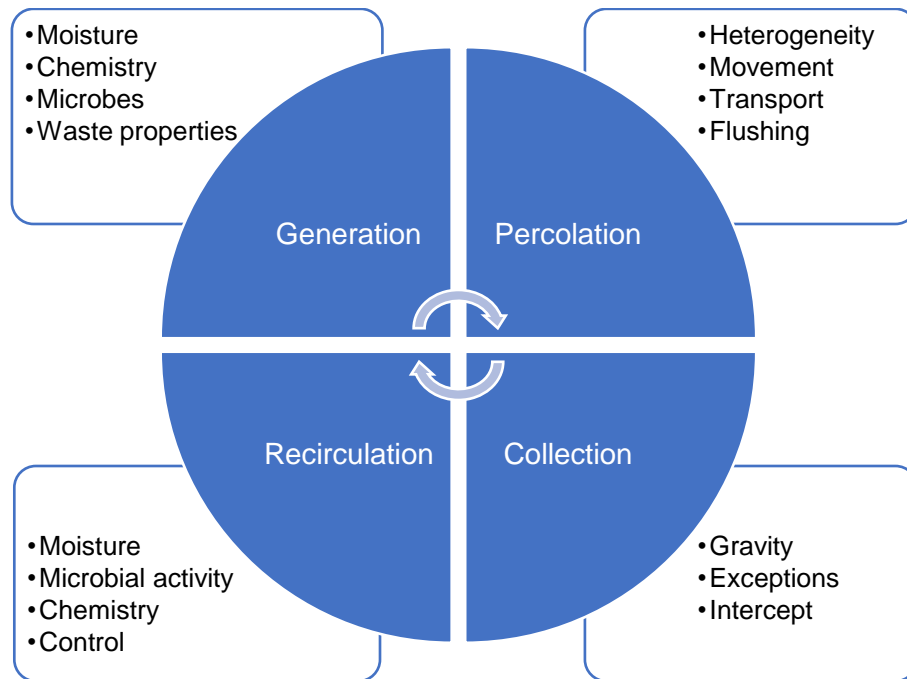 •Moisture
•Chemistry
•Microbes
•Waste properties
•Heterogeneity
•Movement
•Transport
•Flushing
Generation
Percolation
Recirculation
Collection
•Moisture
•Microbial activity
•Chemistry
•Control
•Gravity
•Exceptions
•Intercept